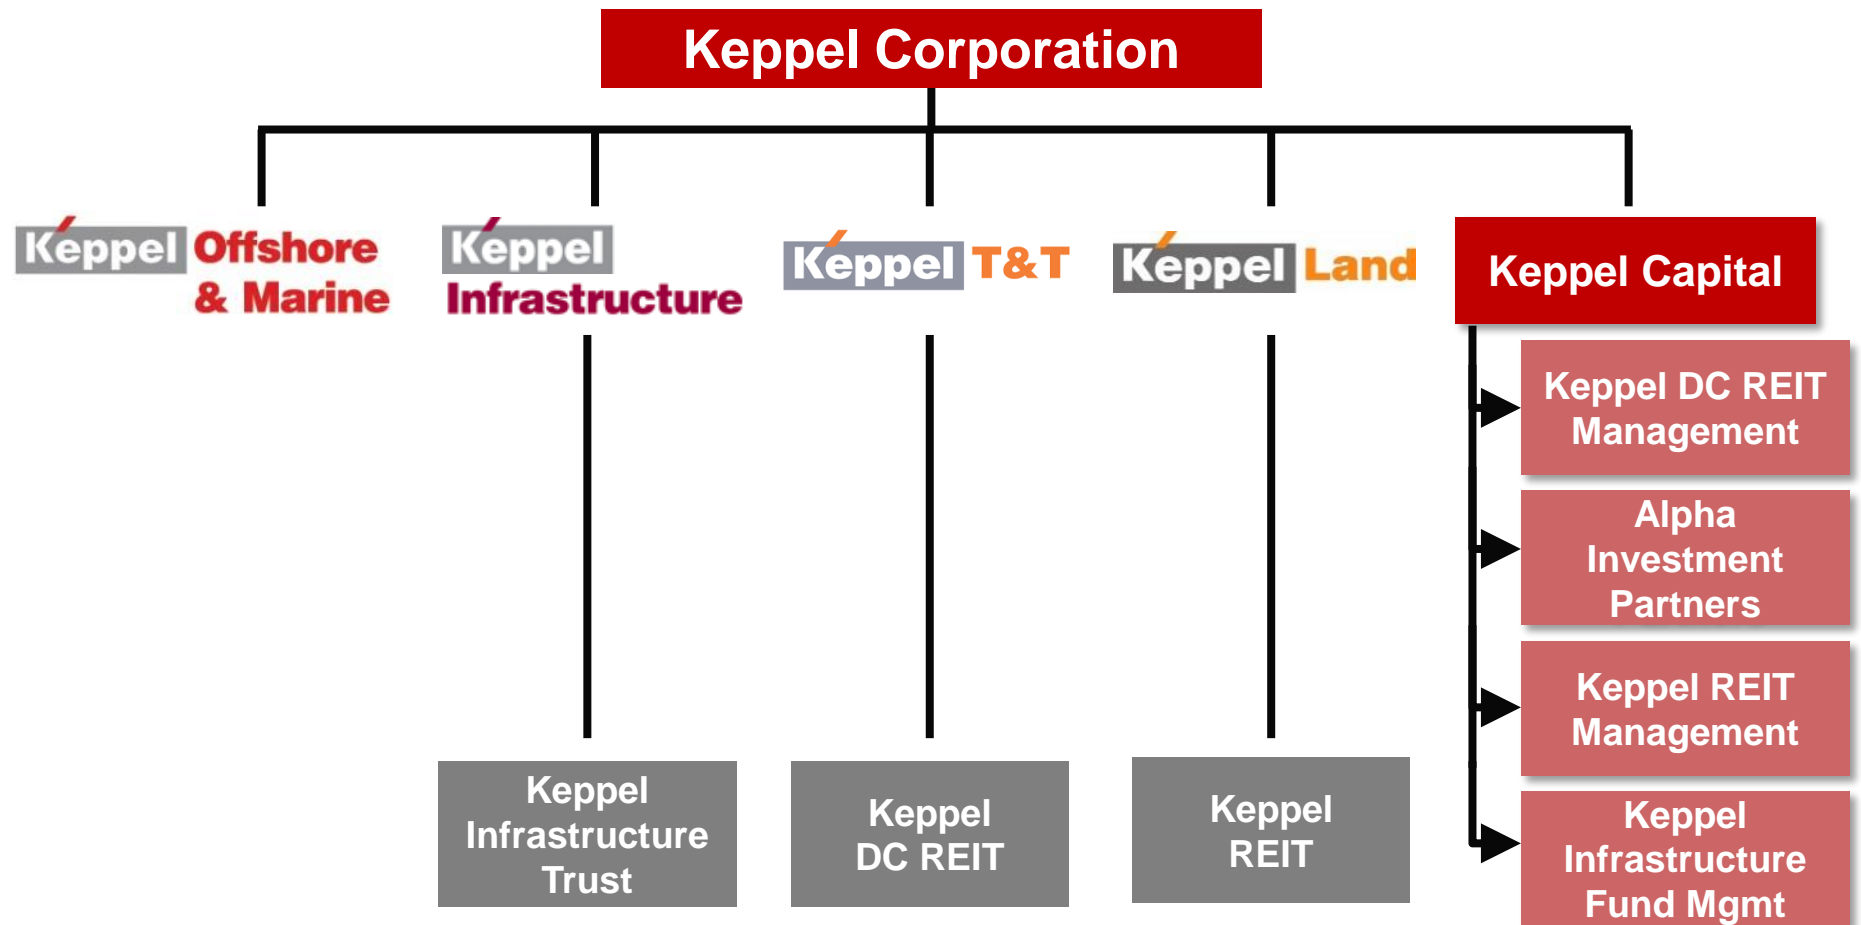 Keppel Corporation
Keppel Offshore
& Marine
Keppel
Infrastructure
Keppel T&T
Keppel Land
Keppel Capital
Keppel DC REIT
Management
Alpha
Investment
Partners
Keppel REIT
Management
Keppel
Infrastructure
Fund Mgmt
Keppel
Infrastructure
Trust
Keppel
DC REIT
Keppel
REIT